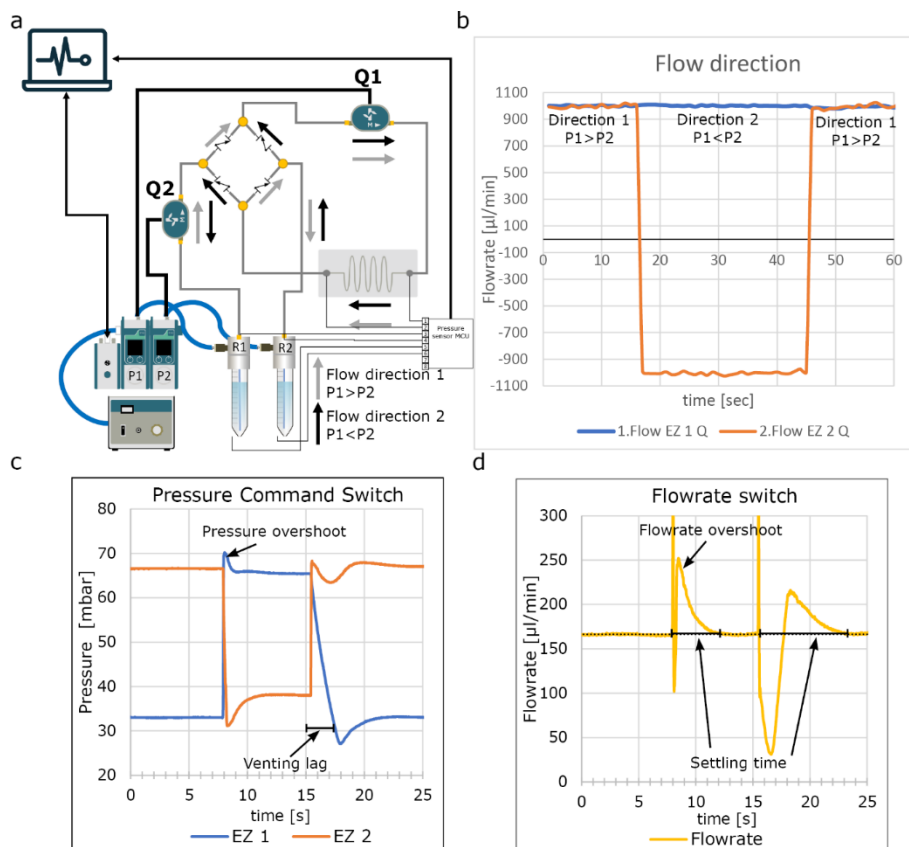 a
Q1
Q2
P1
P2
R1
R2
Pressure
sensor MCU
Flow direction 1
P1>P2
Flow direction 2
P1<P2
b
Flow direction
Flowrate [µl/min]
1100
900
700
500
300
100
-100
-300
-500
-700
-900
-1100
Direction 1
P1>P2
Direction 2
P1<P2
Direction 1
P1>P2
0 10 20 30 40 50 60
time [sec]
1.Flow EZ 1 Q 2.Flow EZ 2 Q
c
Pressure Command Switch
Pressure [mbar]
80
70
60
50
40
30
20
Pressure overshoot
Venting lag
0 5 10 15 20 25
time [s]
EZ 1 EZ 2
d
Flowrate switch
Flowrate [µl/min]
300
250
200
150
100
50
0
Flowrate overshoot
Settling time
0 5 10 15 20 25
time [s]
Flowrate